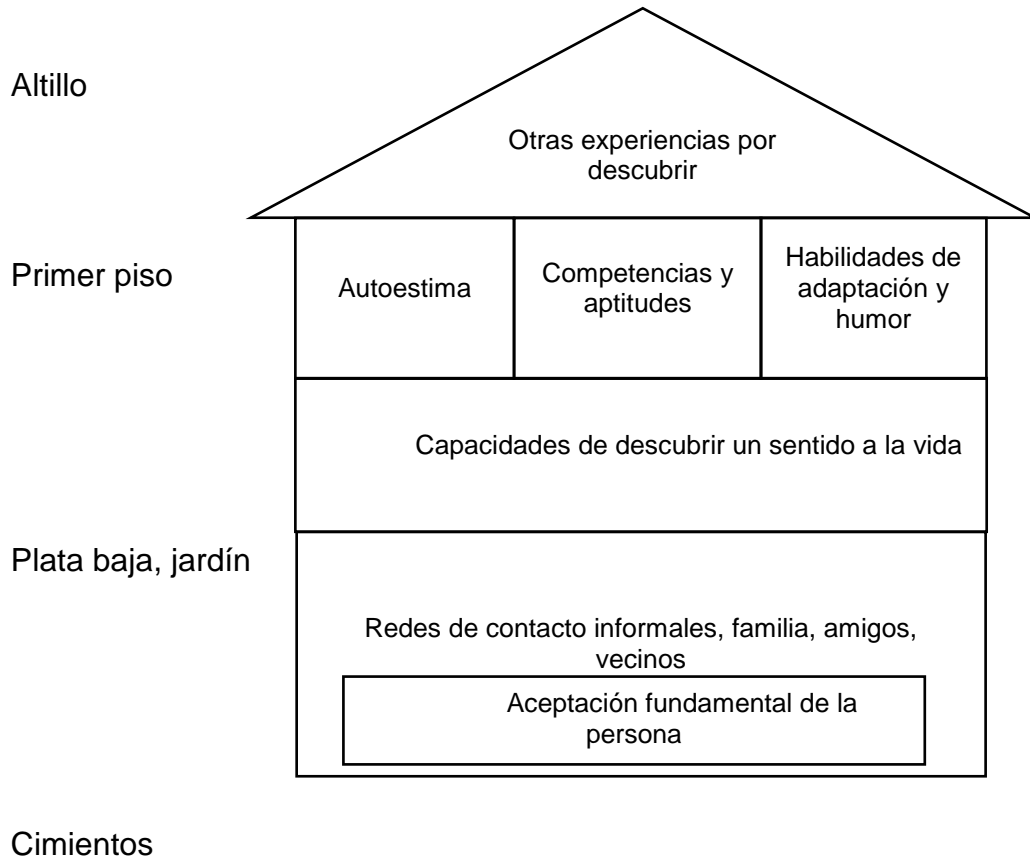 Altillo
Otras experiencias por
descubrir
Primer piso
Autoestima
Competencias y
aptitudes
Habilidades de
adaptación y
humor
Capacidades de descubrir un sentido a la vida
Plata baja, jardín
Redes de contacto informales, familia, amigos,
vecinos
Aceptación fundamental de la
persona
Cimientos